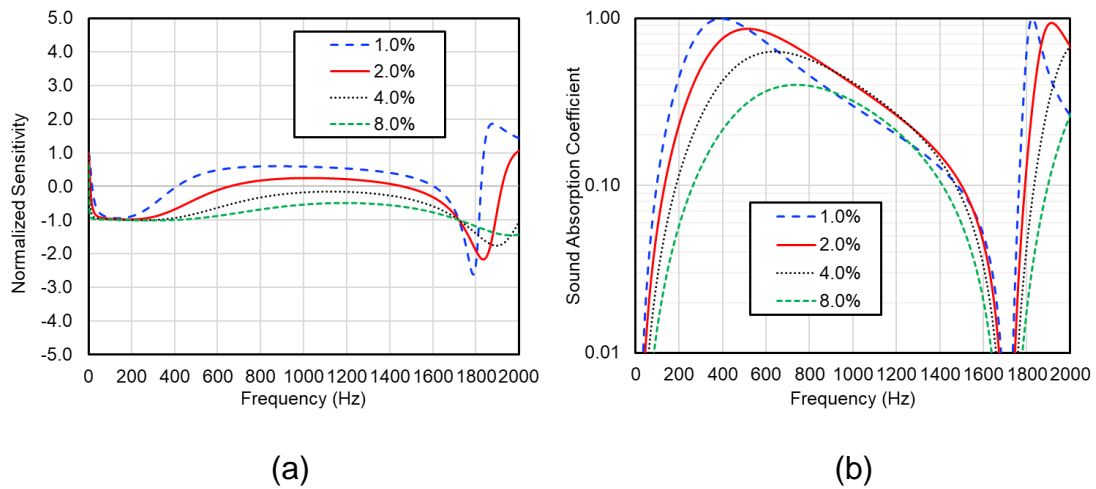 5.0
4.0
3.0
2.0
1.0
0.0
-1.0
-2.0
-3.0
-4.0
-5.0
Normalized Sensitivity
1.0%
2.0%
4.0%
8.0%
0 200 400 600 800 1000 1200 1400 1600 1800 2000
Frequency (Hz)
(a)
1.00
0.10
0.01
Sound Absorption Coefficient
1.0%
2.0%
4.0%
8.0%
0 200 400 600 800 1000 1200 1400 1600 1800 2000
Frequency (Hz)
(b)